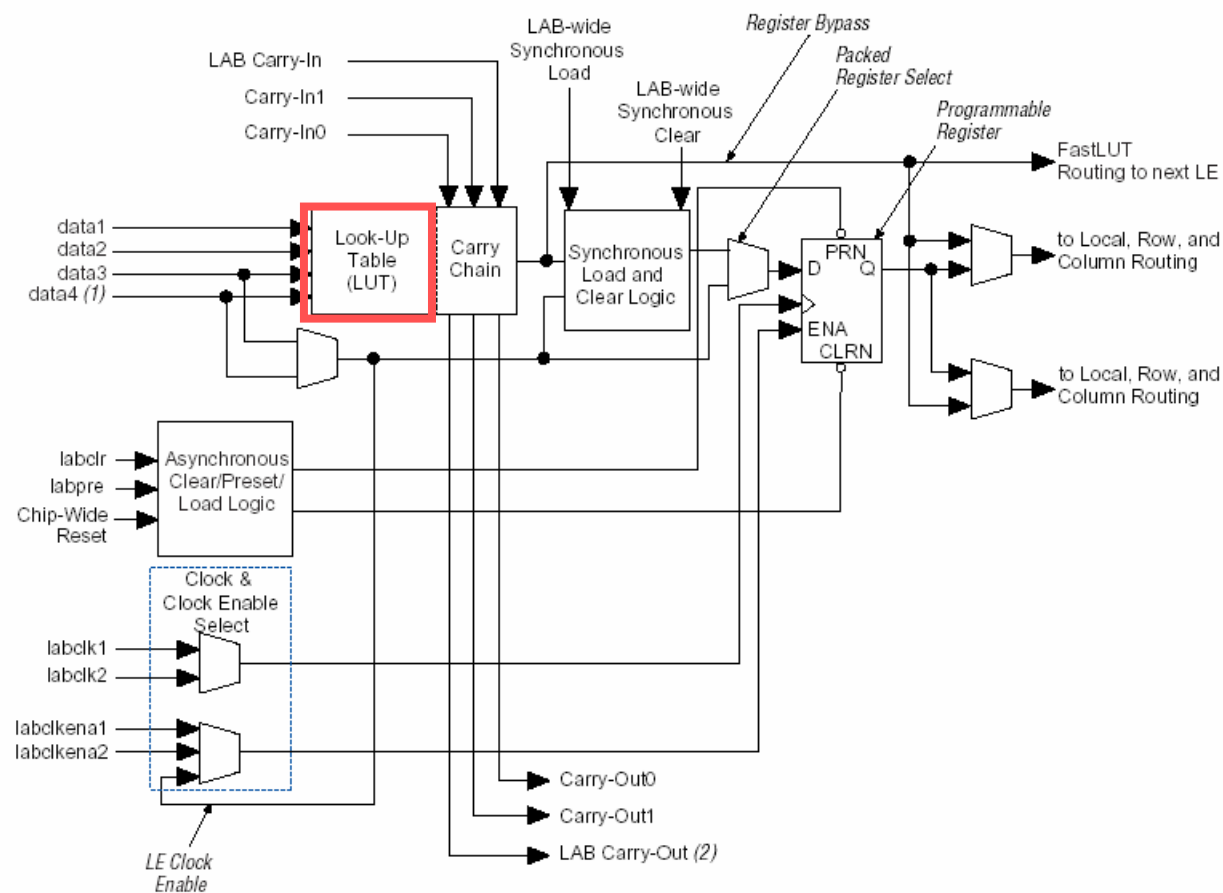 Register Bypass
LAB-wide
Synchronous
Load
Packed
Register Select
LAB Carry-In
Carry-In1
Carry-In0
LAB-wide
Synchronous
Clear
Programmable
Register
FastLUT
Routing to next LE
data1
data2
data3
data4 (1)
Look-Up
Table
(LUT)
Carry
Chain
Synchronous
Load and
Clear Logic
PRN
D
Q
ENA
CLRN
to Local, Row, and
Column Routing
to Local, Row, and
Column Routing
labclr
labpre
Chip-Wide
Reset
Asynchronous
Clear/Preset/
Load Logic
Clock &
Clock Enable
Select
labclk1
labclk2
labclkena1
labclkena2
Carry-Out0
Carry-Out1
LAB Carry-Out (2)
LE Clock
Enable